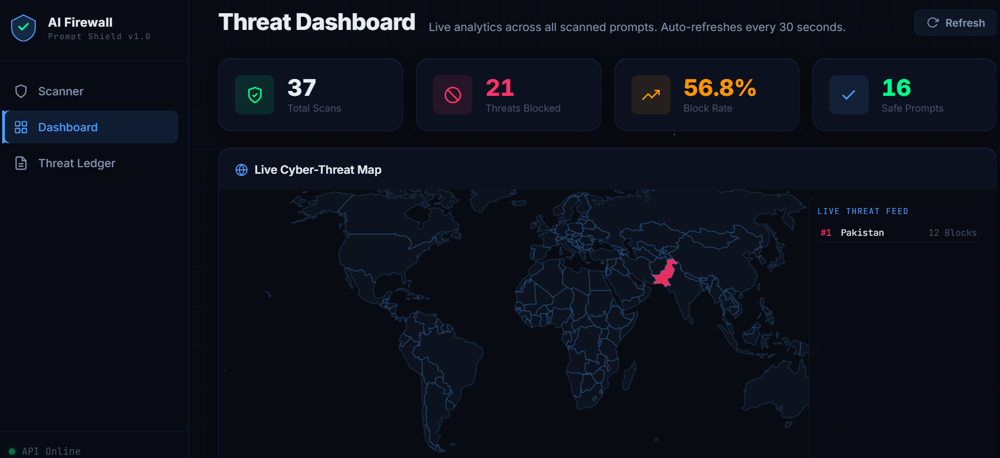 AI Firewall
Prompt Shield v1.0
Scanner
Dashboard
Threat Ledger
API Online
Threat Dashboard
Live analytics across all scanned prompts. Auto-refreshes every 30 seconds.
Refresh
37
Total Scans
21
Threats Blocked
56.8%
Block Rate
16
Safe Prompts
Live Cyber-Threat Map
LIVE THREAT FEED
#1 Pakistan 12 Blocks